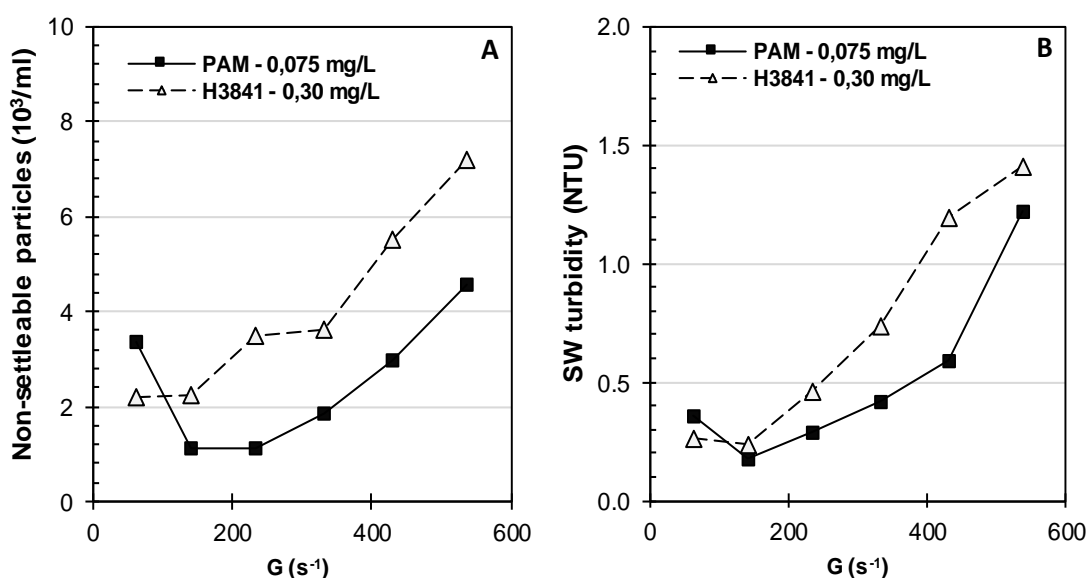 A
PAM - 0,075 mg/L
H3841 - 0,30 mg/L
Non-settleable particles (10³/ml)
10
8
6
4
2
0
0 200 400 600
G (s⁻¹)
B
PAM - 0,075 mg/L
H3841 - 0,30 mg/L
SW turbidity (NTU)
2.0
1.5
1.0
0.5
0.0
0 200 400 600
G (s⁻¹)